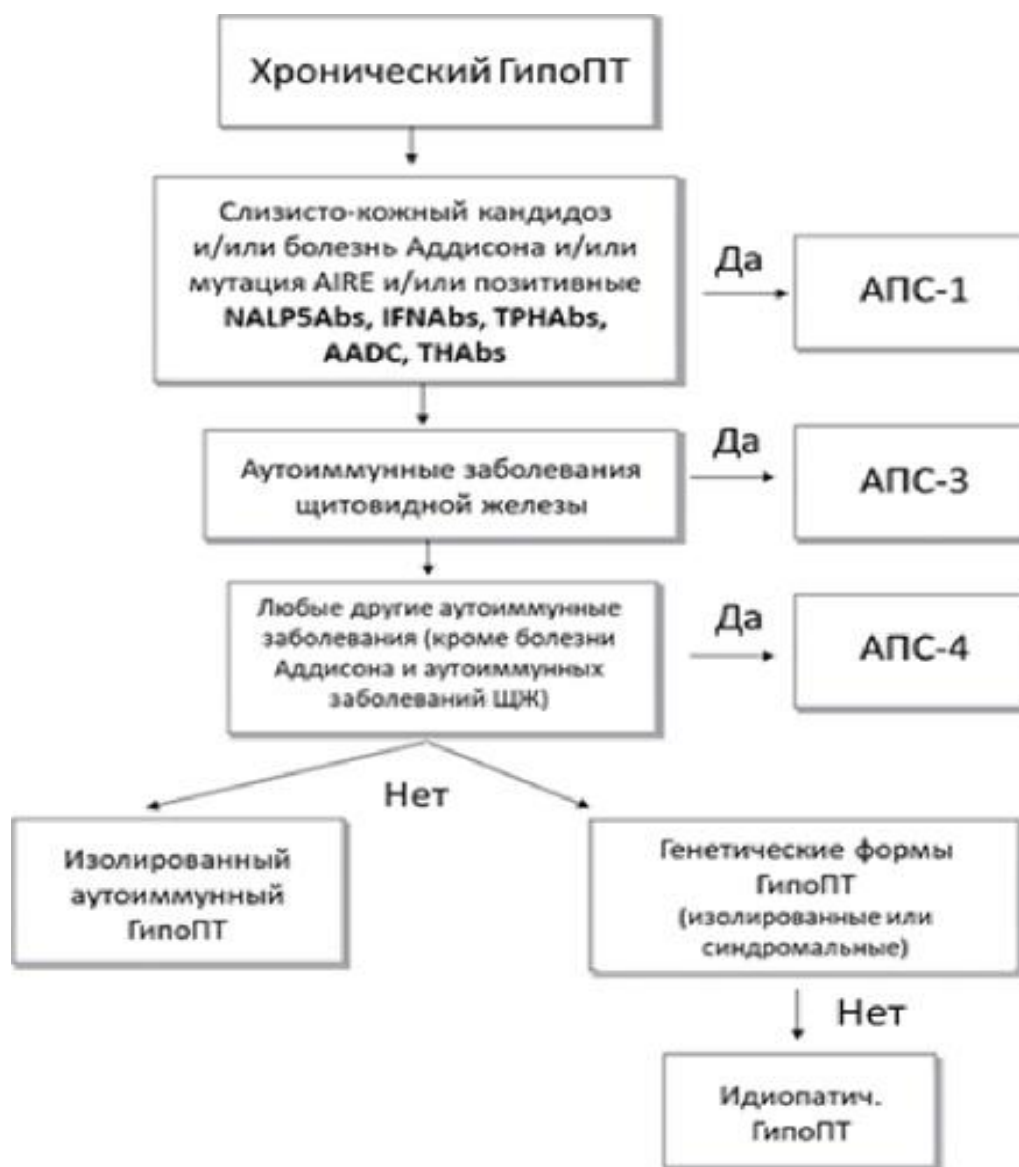 Хронический ГипоПТ
Слизисто-кожный кандидоз
и/или болезнь Аддисона и/или
мутация AIRE и/или позитивные
NALP5Abs, IFNAbs, TPHAbs,
AADC, THAbs
Да
АПС-1
Аутоиммунные заболевания
щитовидной железы
Да
АПС-3
Любые другие аутоиммунные
заболевания (кроме болезни
Аддисона и аутоиммунных
заболеваний ЩЖ)
Да
АПС-4
Нет
Изолированный
аутоиммунный
ГипоПТ
Генетические формы
ГипоПТ
(изолированные или
синдромальные)
Нет
Идиопатич.
ГипоПТ